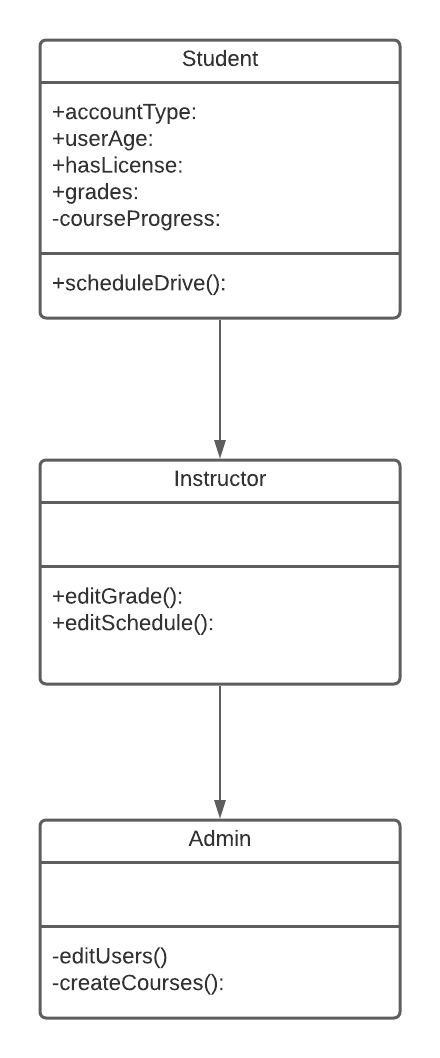 Student
+accountType:
+userAge:
+hasLicense:
+grades:
-courseProgress:
+scheduleDrive():
Instructor
+editGrade():
+editSchedule():
Admin
-editUsers()
-createCourses():